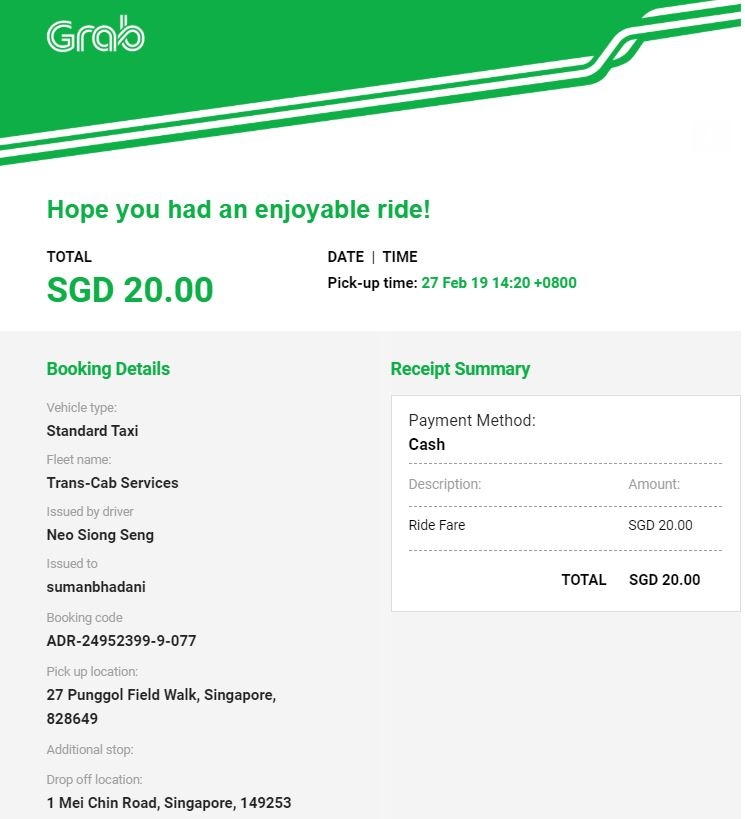 Grab
Hope you had an enjoyable ride!
TOTAL
SGD 20.00
DATE | TIME
Pick-up time: 27 Feb 19 14:20 +0800
Booking Details
Vehicle type:
Standard Taxi
Fleet name:
Trans-Cab Services
Issued by driver
Neo Siong Seng
Issued to
sumanbhadani
Booking code
ADR-24952399-9-077
Pick up location:
27 Punggol Field Walk, Singapore,
828649
Additional stop:
Drop off location:
1 Mei Chin Road, Singapore, 149253
Receipt Summary
Payment Method:
Cash
Description: Amount:
Ride Fare SGD 20.00
TOTAL SGD 20.00